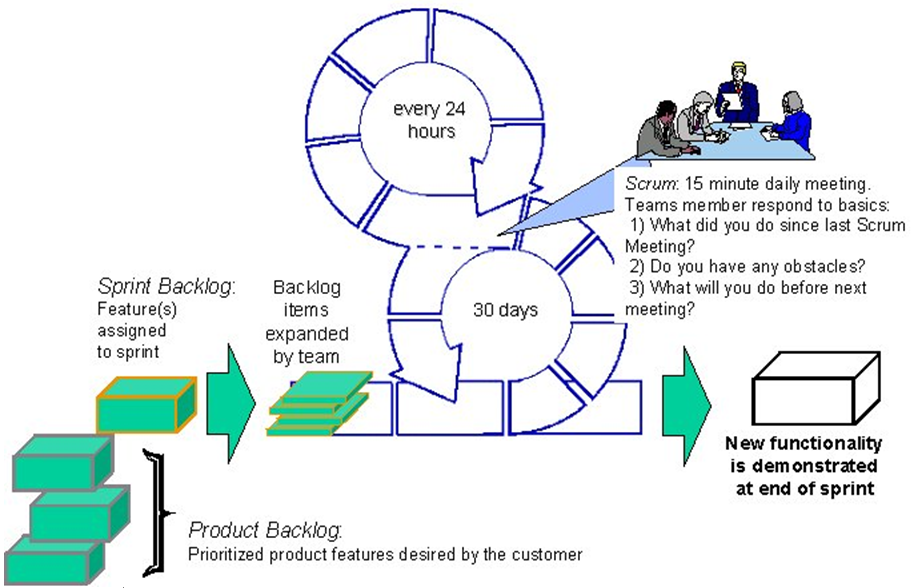 every 24
hours
Scrum: 15 minute daily meeting.
Teams member respond to basics:
1) What did you do since last Scrum
Meeting?
2) Do you have any obstacles?
3) What will you do before next
meeting?
Sprint Backlog:
Feature(s)
assigned
to sprint
Backlog
items
expanded
by team
30 days
New functionality
is demonstrated
at end of sprint
Product Backlog:
Prioritized product features desired by the customer